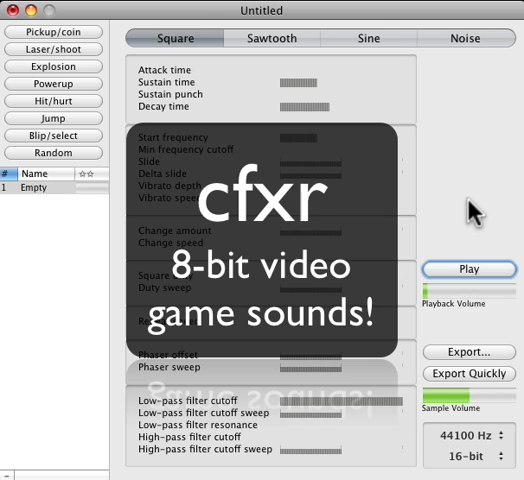 Untitled
Pickup/coin
Laser/shoot
Explosion
Powerup
Hit/hurt
Jump
Blip/select
Random
# Name ☆☆
1 Empty
Square Sawtooth Sine Noise
Attack time
Sustain time
Sustain punch
Decay time
Start frequency
Min frequency cutoff
Slide
Delta slide
Vibrato depth
Vibrato speed
Change amount
Change speed
Square
Duty sweep
Phaser offset
Phaser sweep
Low-pass filter cutoff
Low-pass filter cutoff sweep
Low-pass filter resonance
High-pass filter cutoff
High-pass filter cutoff sweep
cfxr
8-bit video
game sounds!
Play
Playback Volume
Export...
Export Quickly
Sample Volume
44100 Hz
16-bit